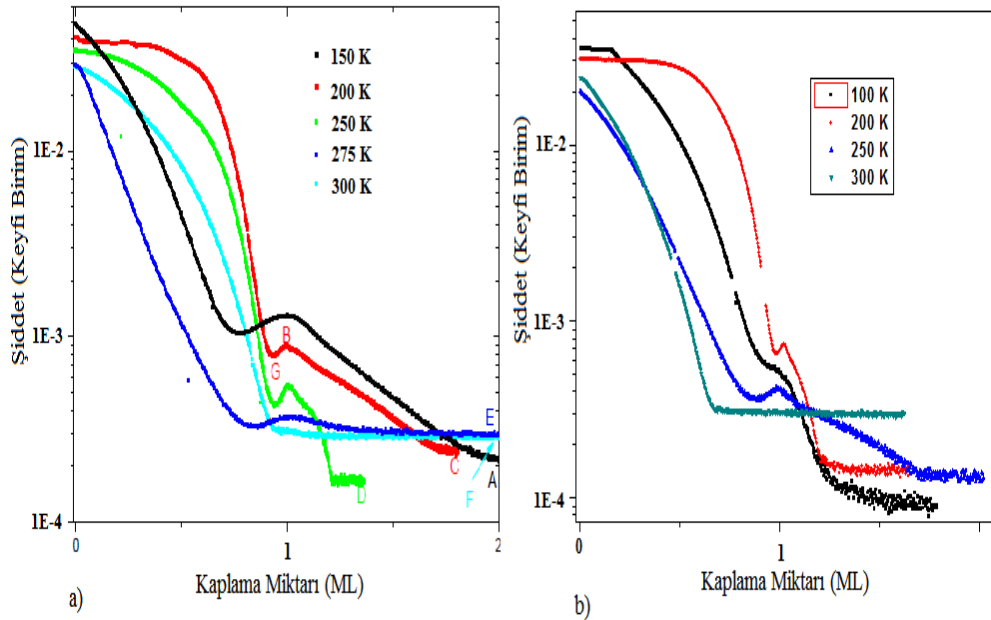 Şiddet (Keyfi Birim)
1E-2
1E-3
1E-4
150 K
200 K
250 K
275 K
300 K
B
G
E
C
A
D
F
0
1
2
Kaplama Miktarı (ML)
a)
Şiddet (Keyfi Birim)
1E-2
1E-3
1E-4
100 K
200 K
250 K
300 K
0
1
2
Kaplama Miktarı (ML)
b)